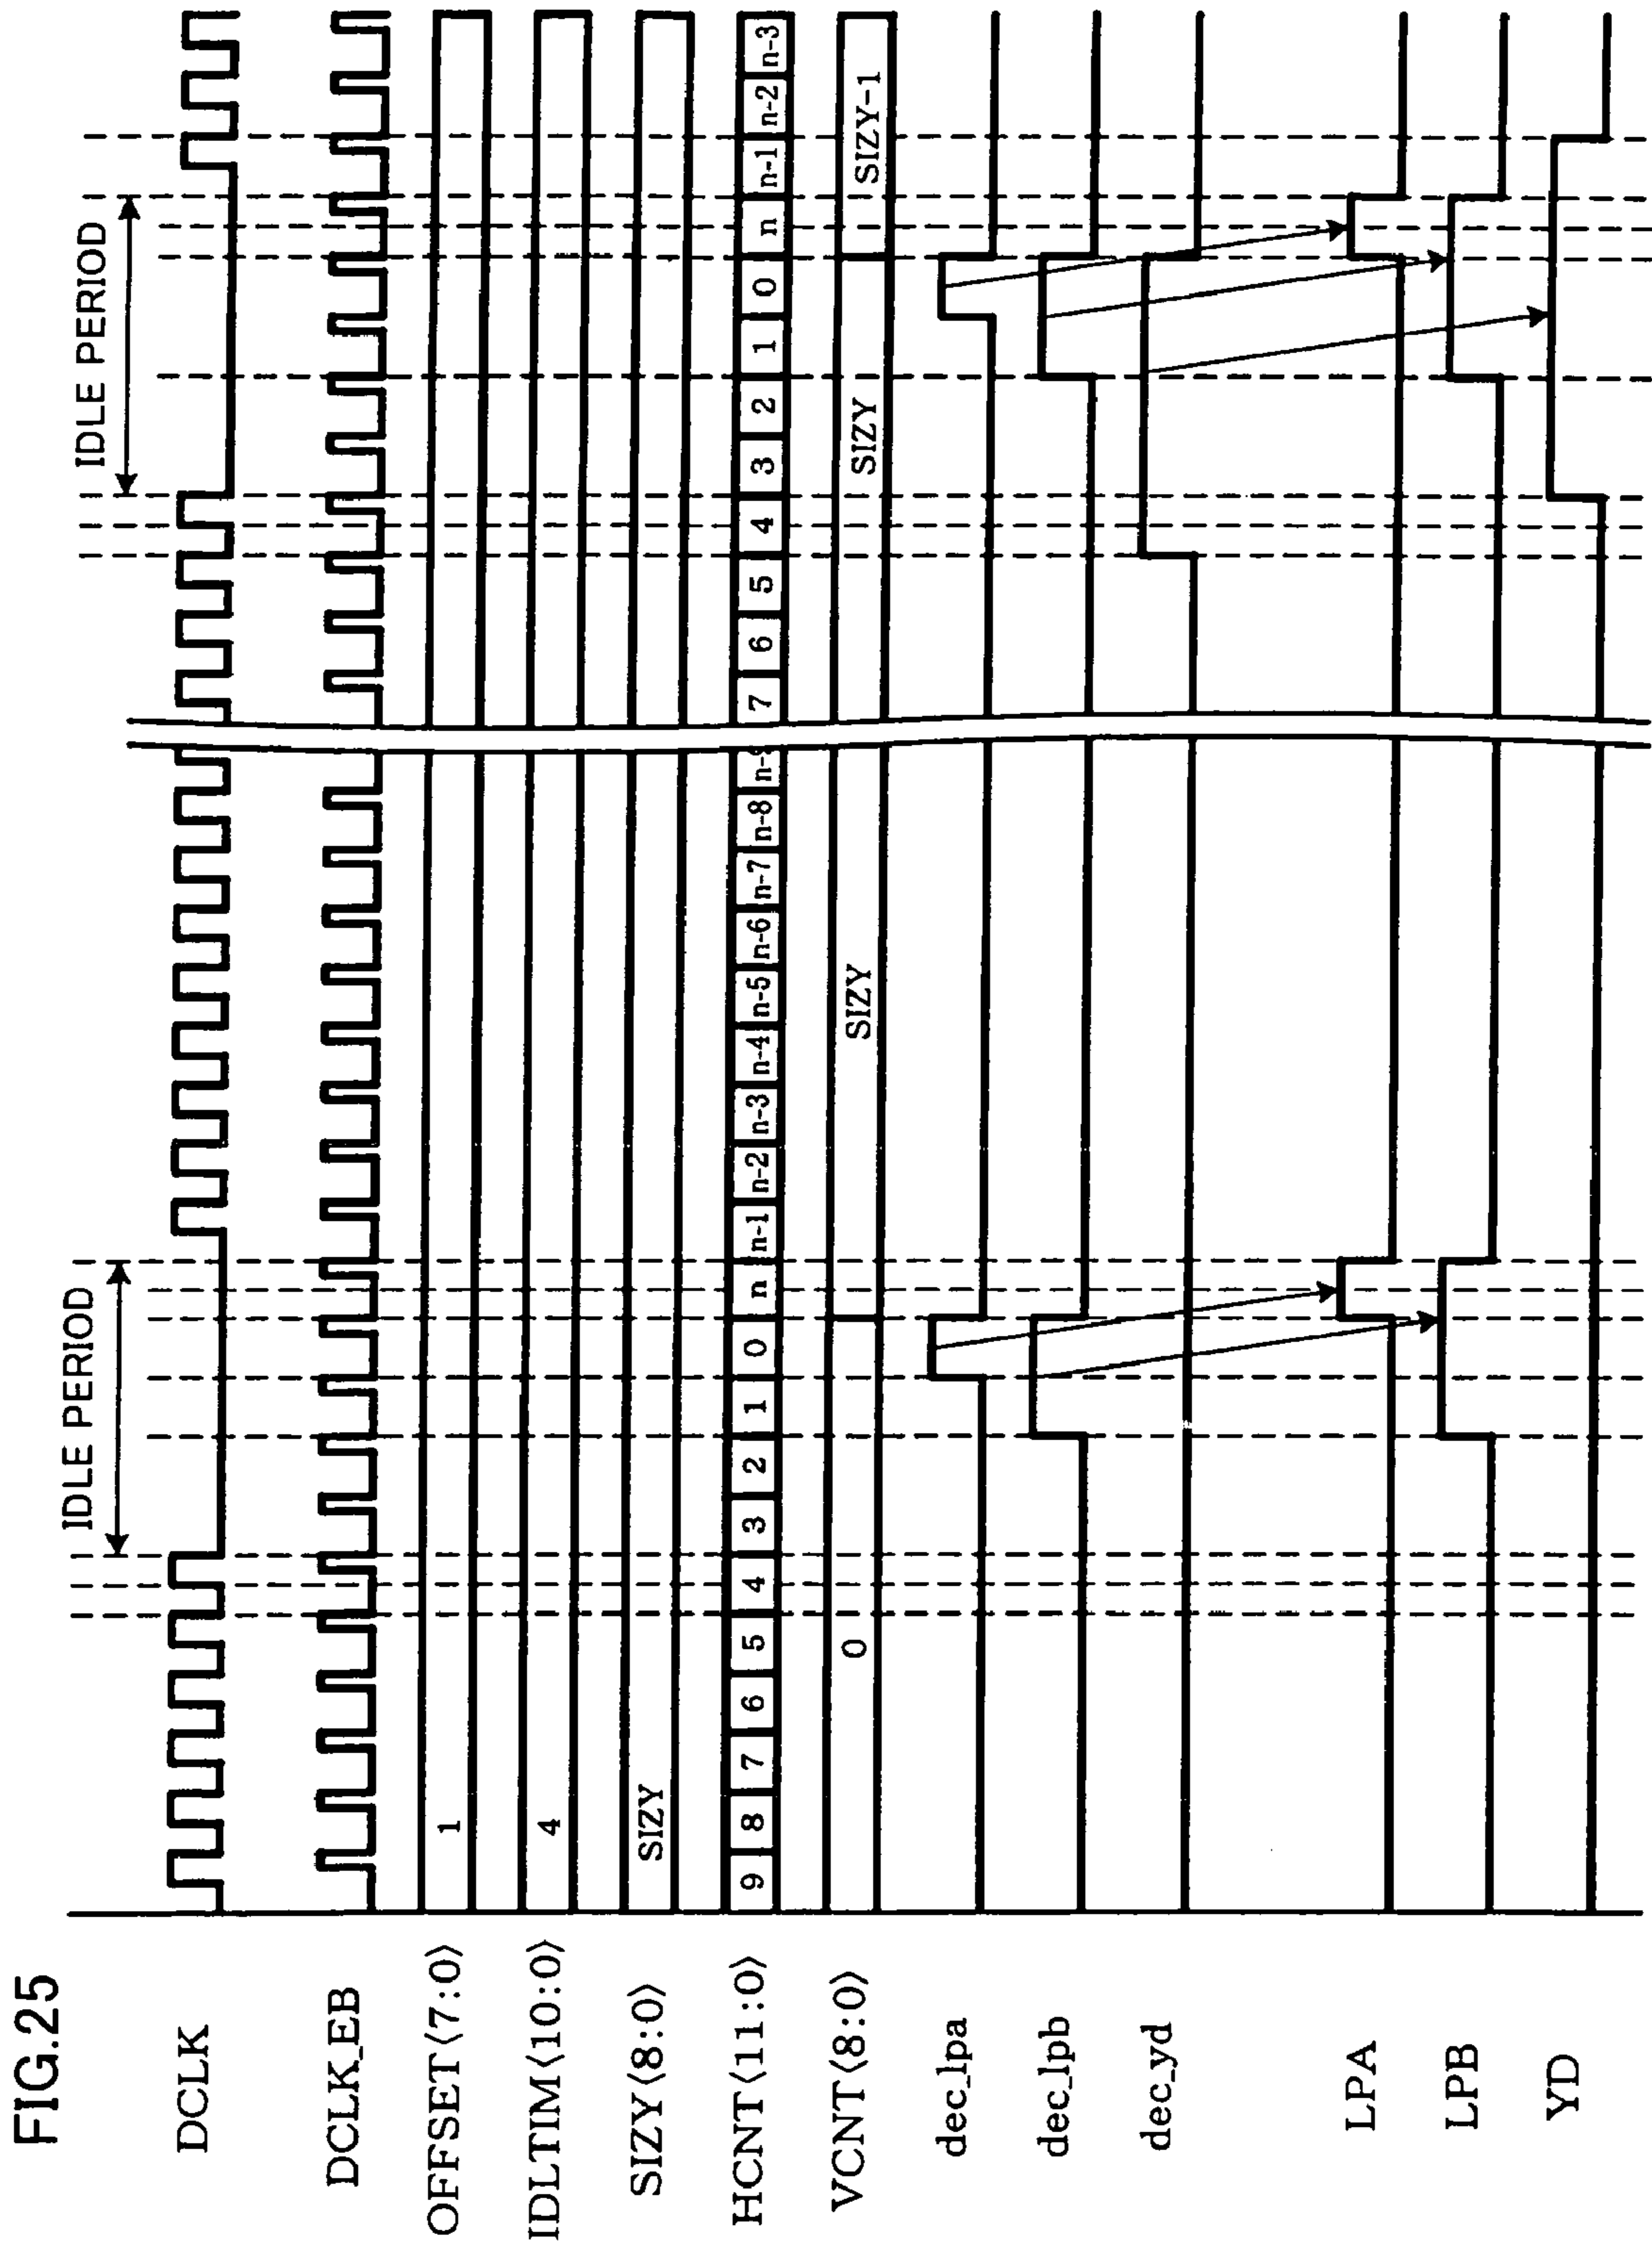 FIG.25
IDLE PERIOD IDLE PERIOD
DCLK
DCLK_EB
OFFSET⟨7:0⟩ 1
IDLTIM⟨10:0⟩ 4
SIZY⟨8:0⟩ SIZY
HCNT⟨11:0⟩ 9 8 7 6 5 4 3 2 1 0 n n-1 n-2 n-3 n-4 n-5 n-6 n-7 n-8 7 6 5 4 3 2 1 0 n n-1 n-2 n-3
VCNT⟨8:0⟩ 0 SIZY SIZY SIZY-1
dec_lpa
dec_lpb
dec_yd
LPA
LPB
YD